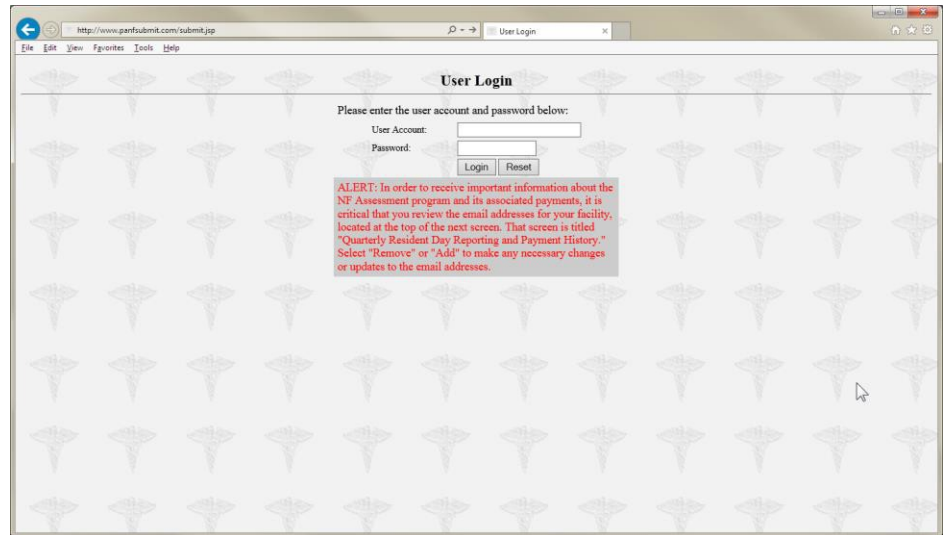 http://www.panfsubmit.com/submit.jsp
User Login
File Edit View Favorites Tools Help
User Login
Please enter the user account and password below:
User Account:
Password:
Login Reset
ALERT: In order to receive important information about the
NF Assessment program and its associated payments, it is
critical that you review the email addresses for your facility,
located at the top of the next screen. That screen is titled
"Quarterly Resident Day Reporting and Payment History."
Select "Remove" or "Add" to make any necessary changes
or updates to the email addresses.